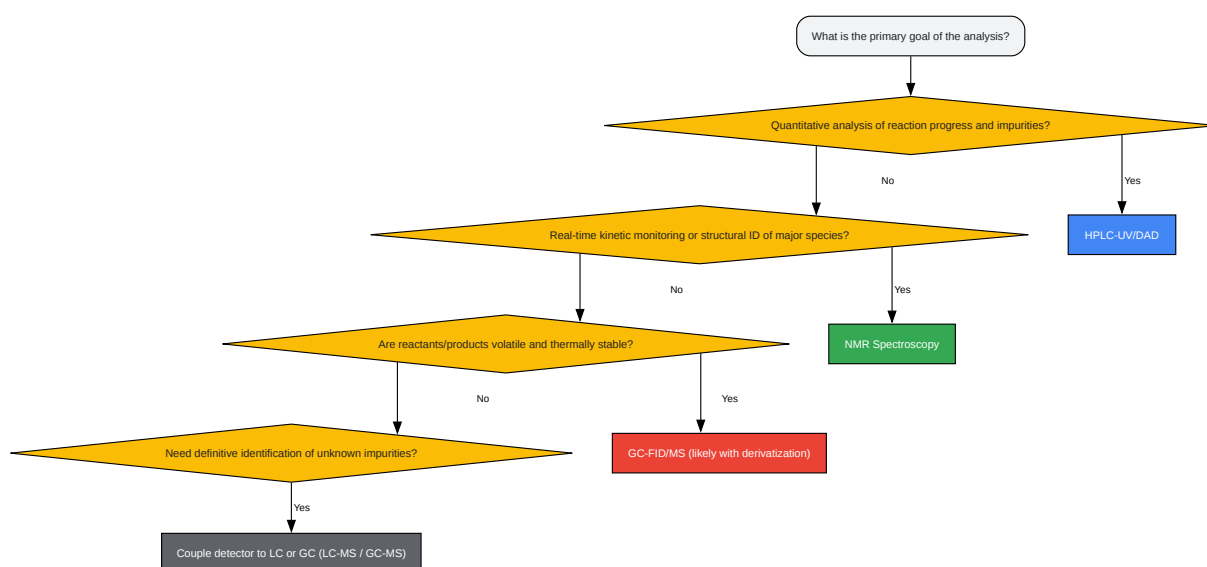 What is the primary goal of the analysis?
Quantitative analysis of reaction progress and impurities?
No
Yes
HPLC-UV/DAD
Real-time kinetic monitoring or structural ID of major species?
No
Yes
NMR Spectroscopy
Are reactants/products volatile and thermally stable?
No
Yes
GC-FID/MS (likely with derivatization)
Need definitive identification of unknown impurities?
Yes
Couple detector to LC or GC (LC-MS / GC-MS)